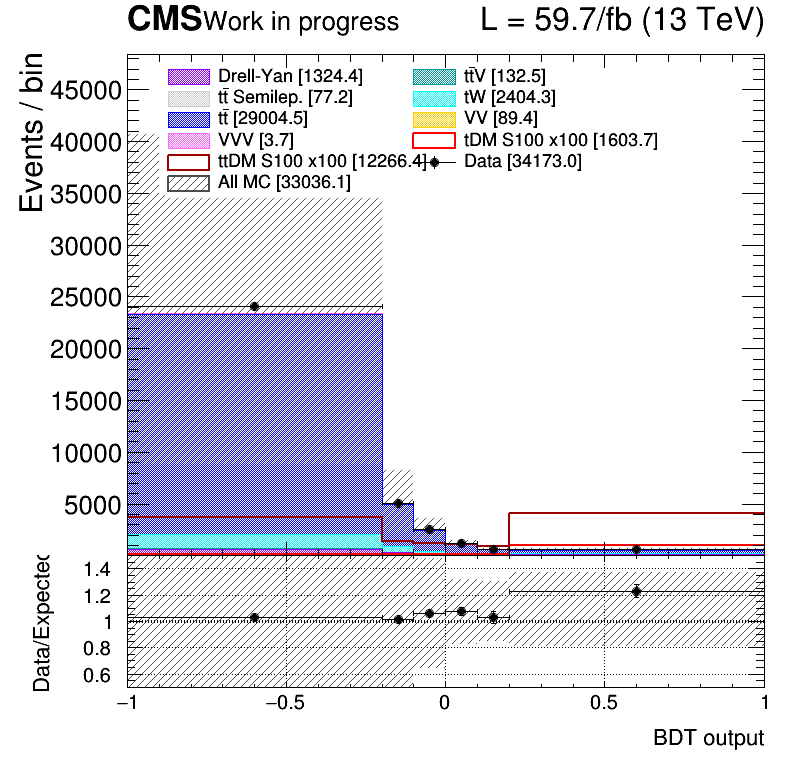 CMS Work in progress L = 59.7/fb (13 TeV)
Events / bin
Drell-Yan [1324.4] tt̄V [132.5]
tt̄ Semilep. [77.2] tW [2404.3]
tt̄ [29004.5] VV [89.4]
VVV [3.7] tDM S100 x100 [1603.7]
ttDM S100 x100 [12266.4] Data [34173.0]
All MC [33036.1]
45000
40000
35000
30000
25000
20000
15000
10000
5000
Data/Expected
1.4
1.2
1
0.8
0.6
−1 −0.5 0 0.5 1
BDT output